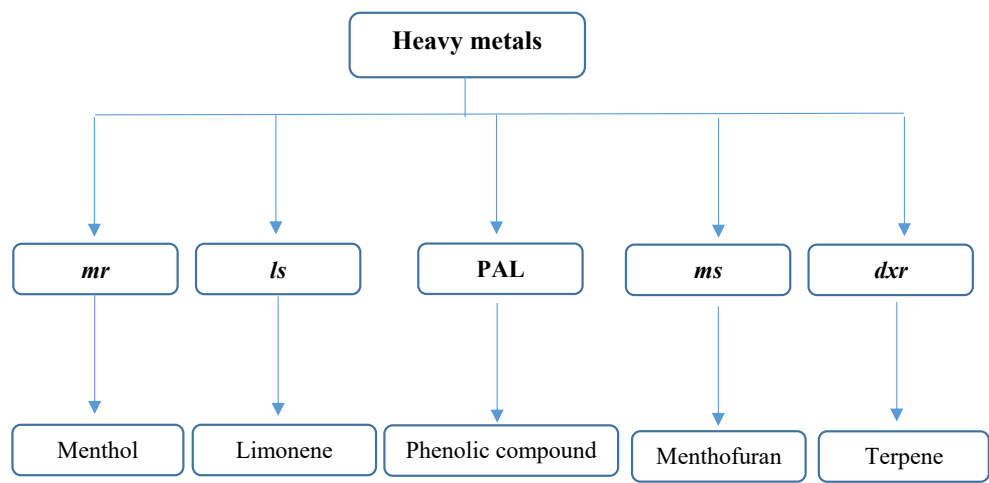 Heavy metals
mr
ls
PAL
ms
dxr
Menthol
Limonene
Phenolic compound
Menthofuran
Terpene